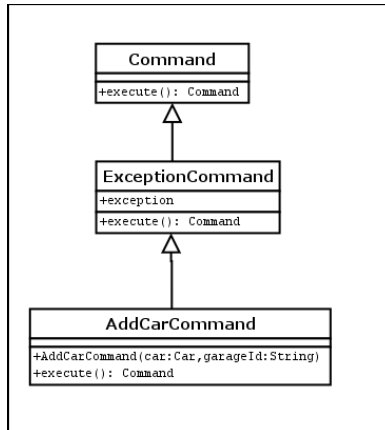 Command
+execute(): Command
ExceptionCommand
+exception
+execute(): Command
AddCarCommand
+AddCarCommand(car:Car,garageId:String)
+execute(): Command